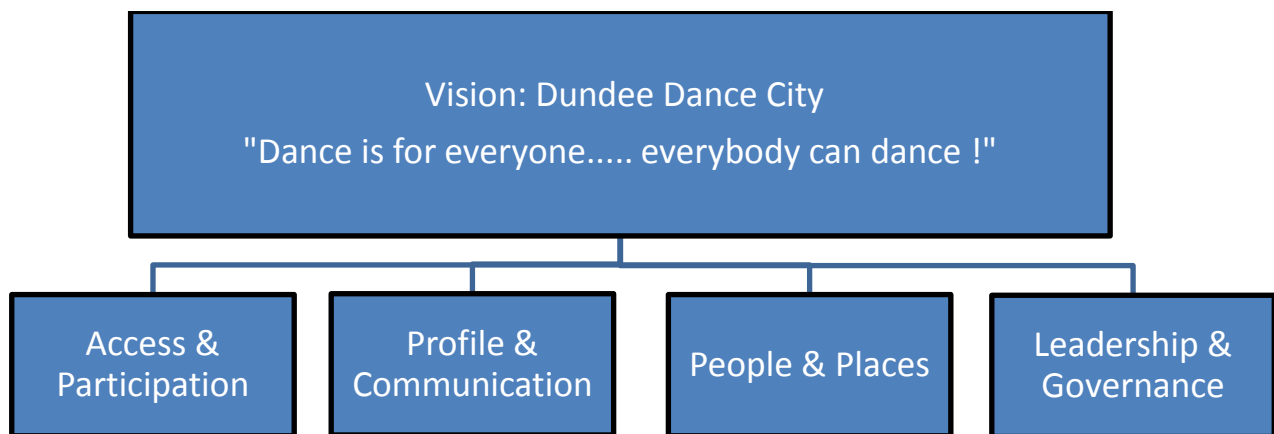 Vision: Dundee Dance City
"Dance is for everyone..... everybody can dance !"
Access &
Participation
Profile &
Communication
People & Places
Leadership &
Governance